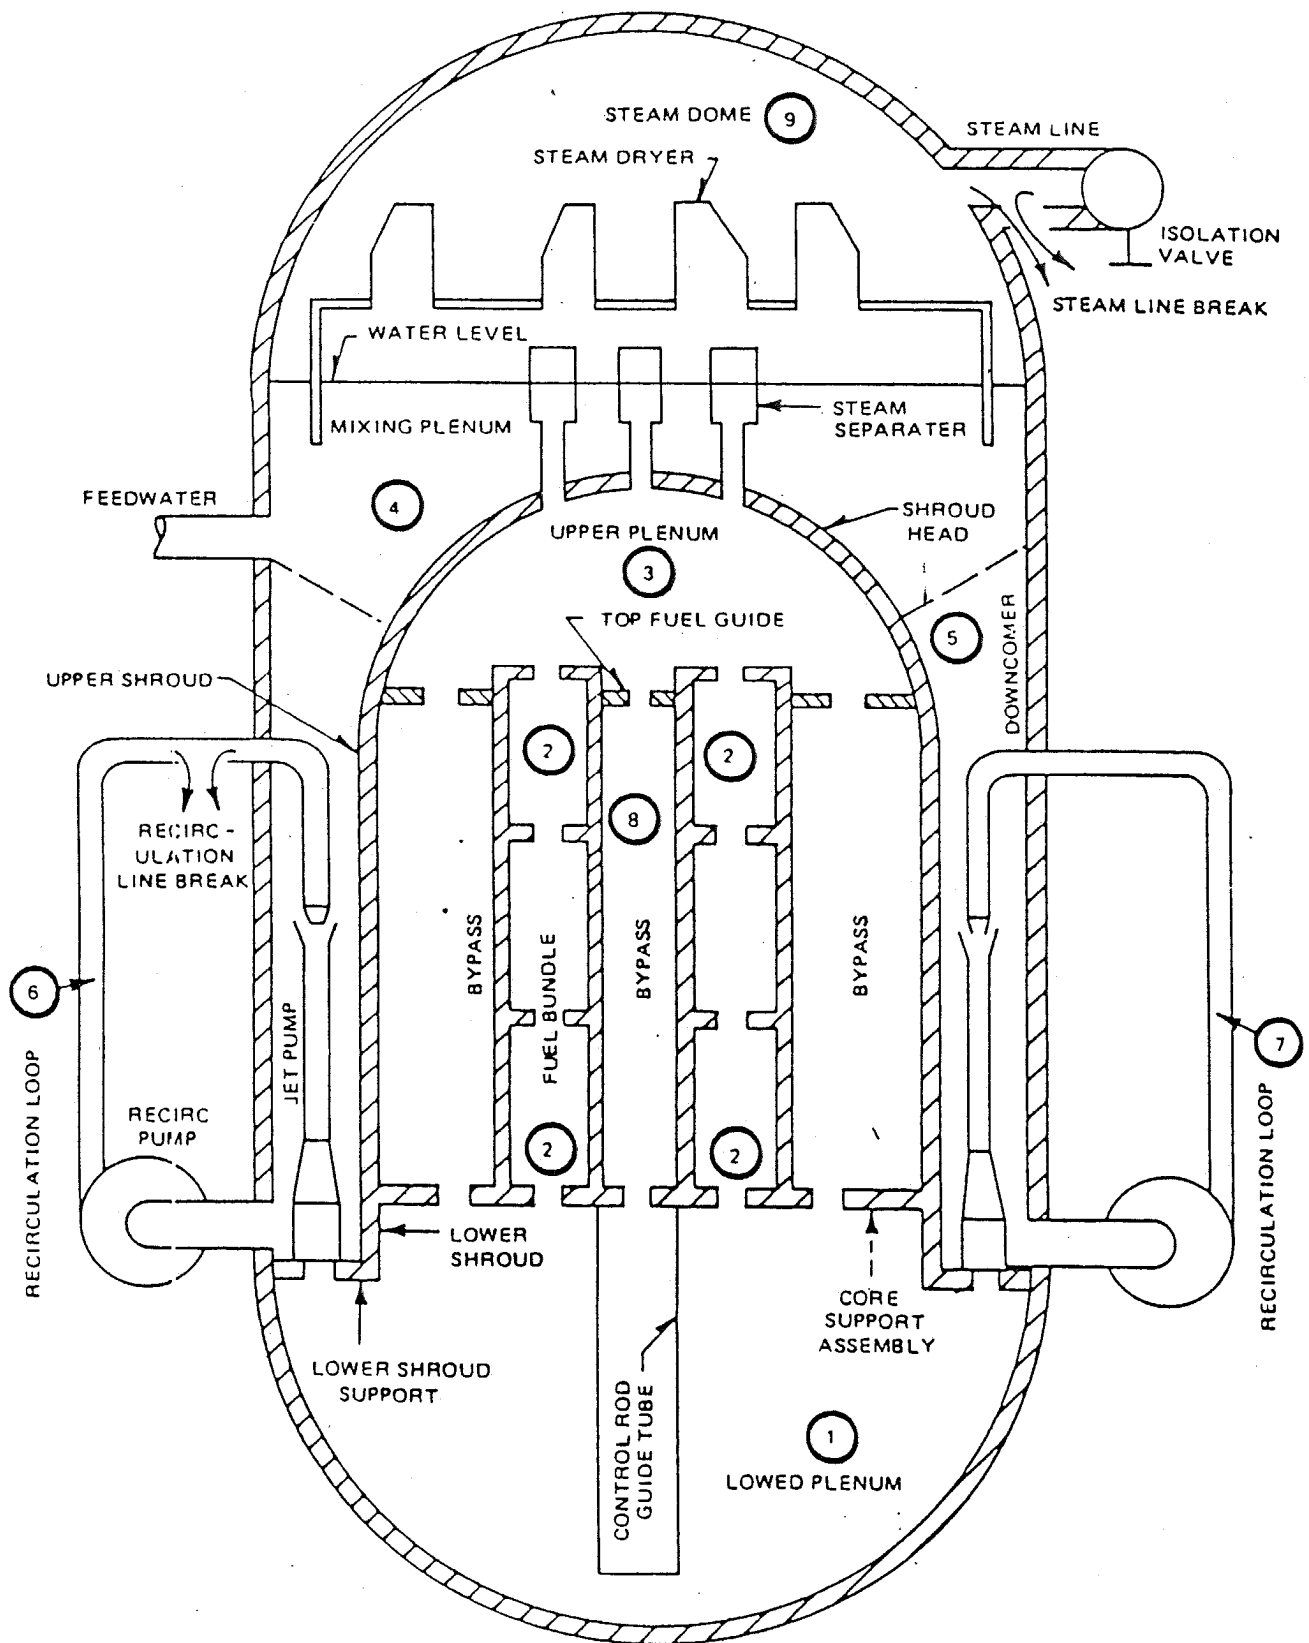 STEAM DOME
9
STEAM LINE
STEAM DRYER
ISOLATION
VALVE
STEAM LINE BREAK
WATER LEVEL
MIXING PLENUM
STEAM
SEPARATER
FEEDWATER
4
UPPER PLENUM
3
SHROUD
HEAD
TOP FUEL GUIDE
5
DOWNCOMER
UPPER SHROUD
2
2
8
RECIRC -
ULATION
LINE BREAK
BYPASS
FUEL BUNDLE
BYPASS
BYPASS
6
RECIRCULATION LOOP
JET PUMP
7
RECIRCULATION LOOP
RECIRC
PUMP
2
2
LOWER
SHROUD
CORE
SUPPORT
ASSEMBLY
LOWER SHROUD
SUPPORT
CONTROL ROD
GUIDE TUBE
1
LOWED PLENUM